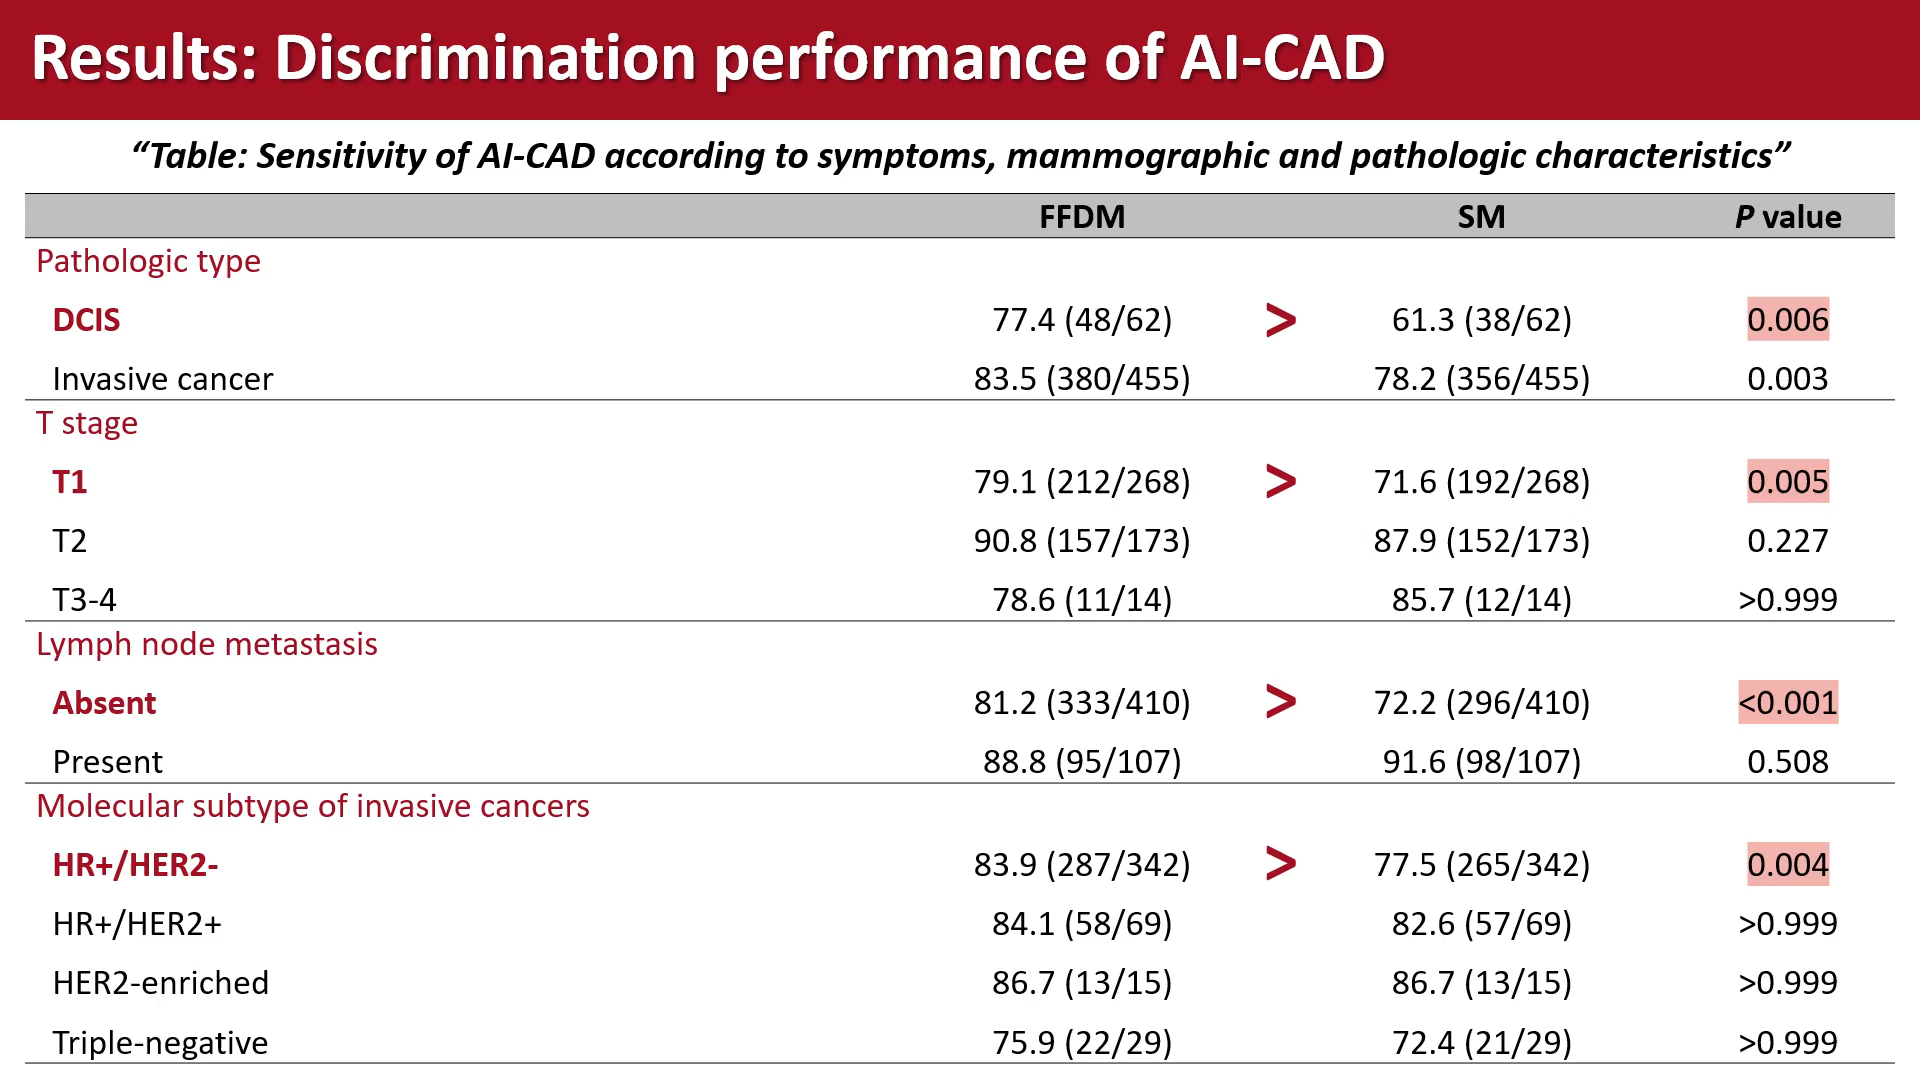 Results: Discrimination performance of AI-CAD
“Table: Sensitivity of AI-CAD according to symptoms, mammographic and pathologic characteristics”
FFDM SM P value
Pathologic type
DCIS 77.4 (48/62) > 61.3 (38/62) 0.006
Invasive cancer 83.5 (380/455) 78.2 (356/455) 0.003
T stage
T1 79.1 (212/268) > 71.6 (192/268) 0.005
T2 90.8 (157/173) 87.9 (152/173) 0.227
T3-4 78.6 (11/14) 85.7 (12/14) >0.999
Lymph node metastasis
Absent 81.2 (333/410) > 72.2 (296/410) <0.001
Present 88.8 (95/107) 91.6 (98/107) 0.508
Molecular subtype of invasive cancers
HR+/HER2- 83.9 (287/342) > 77.5 (265/342) 0.004
HR+/HER2+ 84.1 (58/69) 82.6 (57/69) >0.999
HER2-enriched 86.7 (13/15) 86.7 (13/15) >0.999
Triple-negative 75.9 (22/29) 72.4 (21/29) >0.999